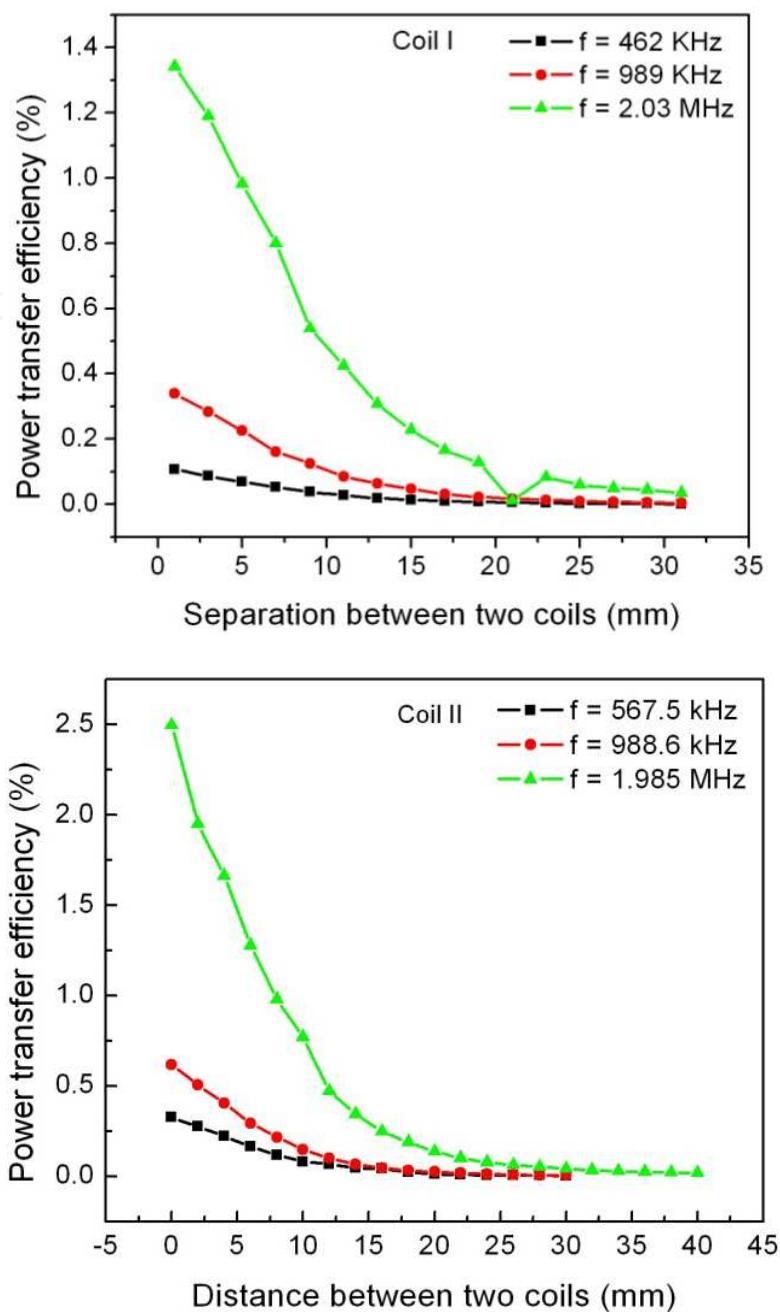 Coil I
f = 462 KHz
f = 989 KHz
f = 2.03 MHz
Power transfer efficiency (%)
1.4
1.2
1.0
0.8
0.6
0.4
0.2
0.0
0 5 10 15 20 25 30 35
Separation between two coils (mm)
Coil II
f = 567.5 kHz
f = 988.6 kHz
f = 1.985 MHz
Power transfer efficiency (%)
2.5
2.0
1.5
1.0
0.5
0.0
-5 0 5 10 15 20 25 30 35 40 45
Distance between two coils (mm)